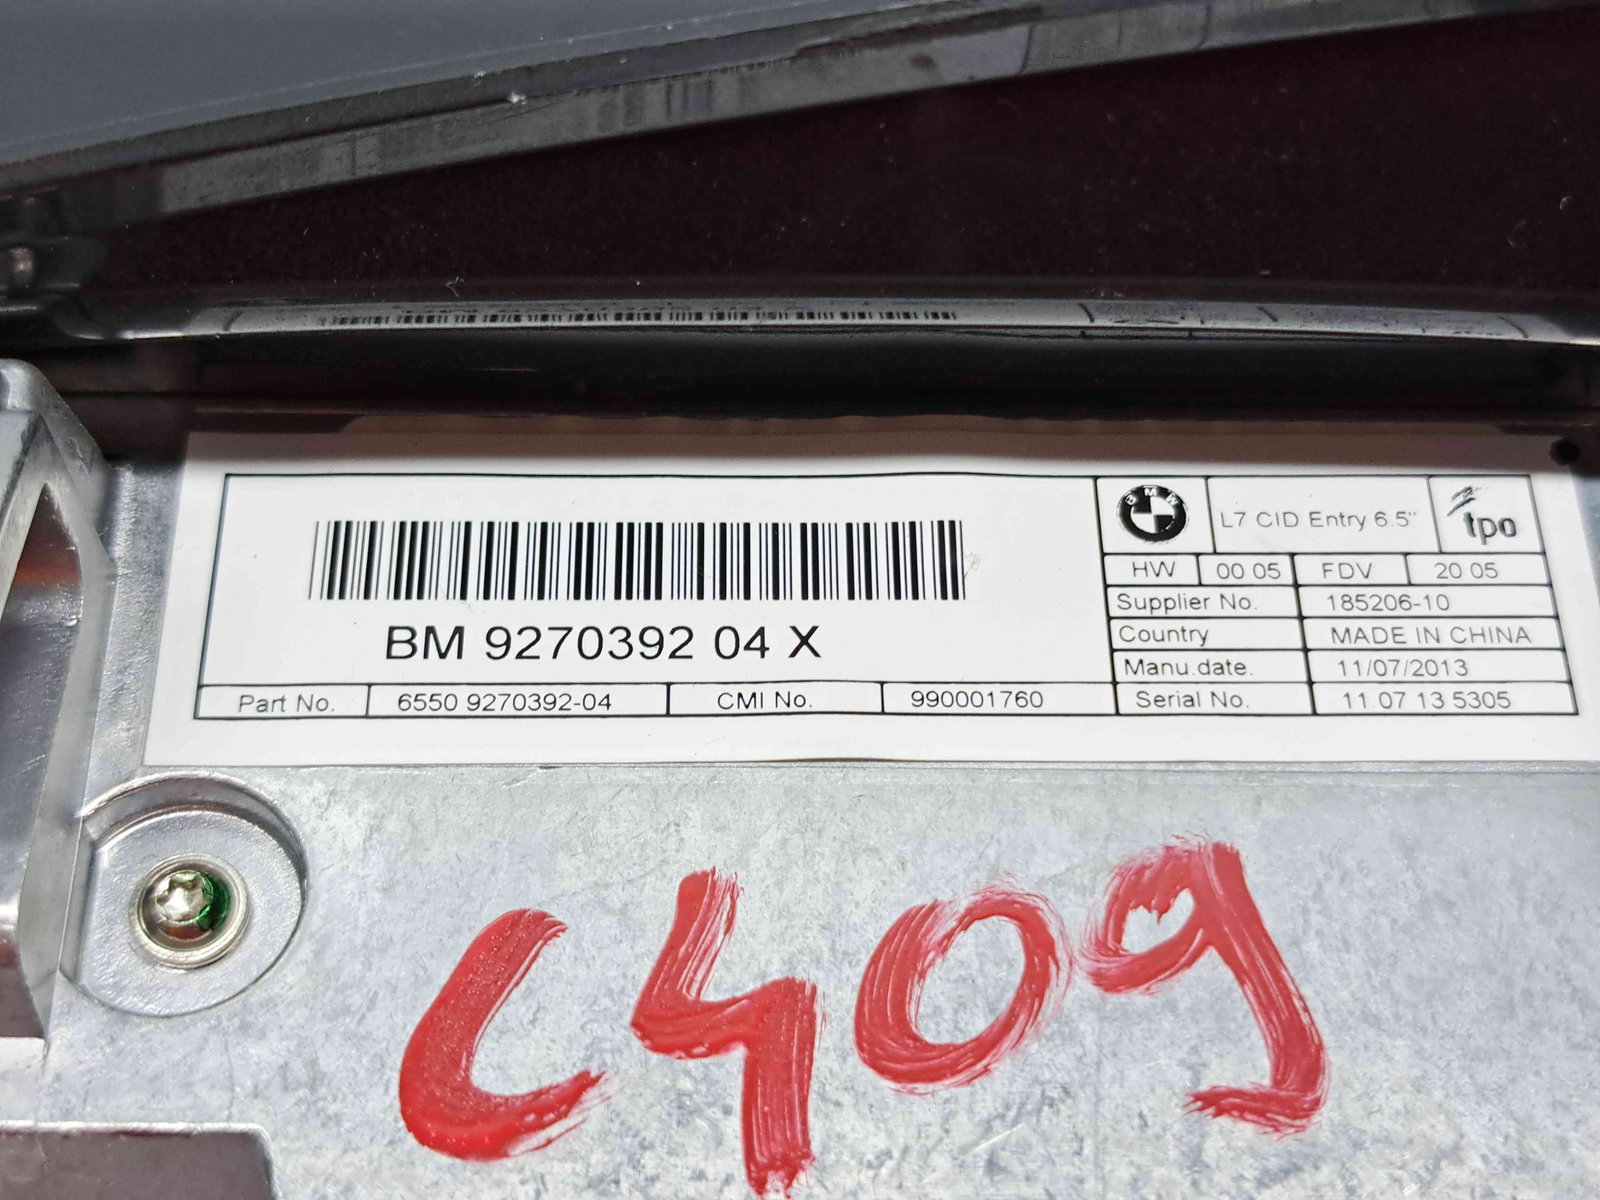 BMW
L7 CID Entry 6.5"
tpo
HW 00 05 FDV 20 05
Supplier No. 185206-10
BM 9270392 04 X
Country MADE IN CHINA
Manu.date. 11/07/2013
Part No. 6550 9270392-04 CMI No. 990001760 Serial No. 11.07 13 5305
C409